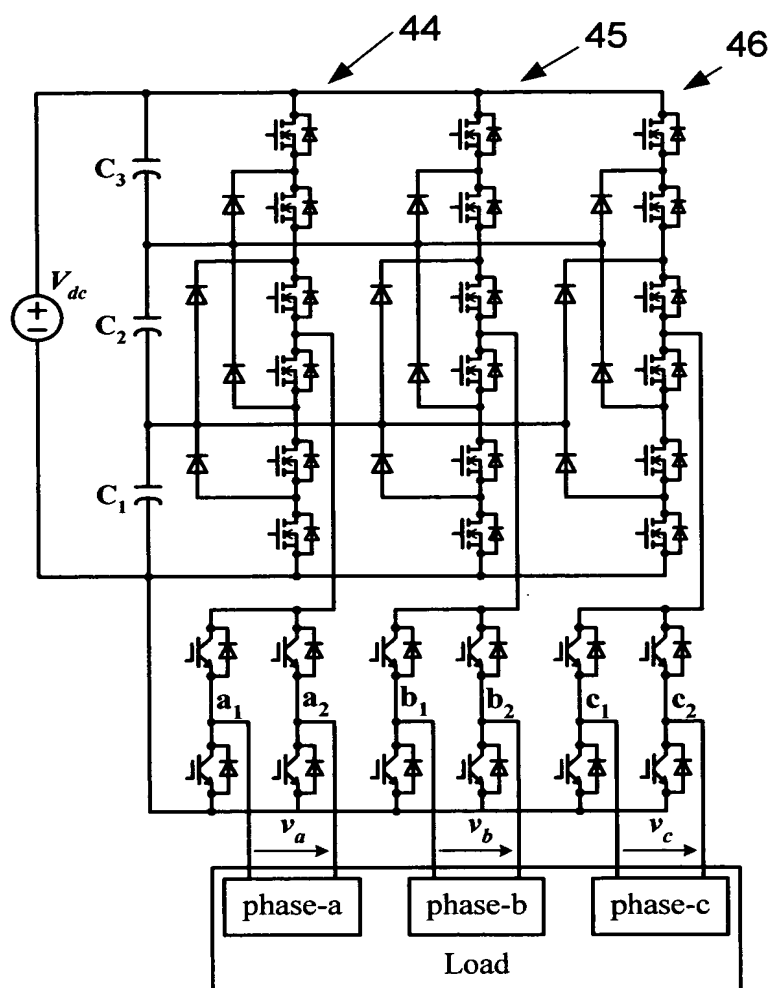 44
45
46
C3
Vdc
+
−
C2
C1
a1
a2
b1
b2
c1
c2
va
vb
vc
phase-a
phase-b
phase-c
Load